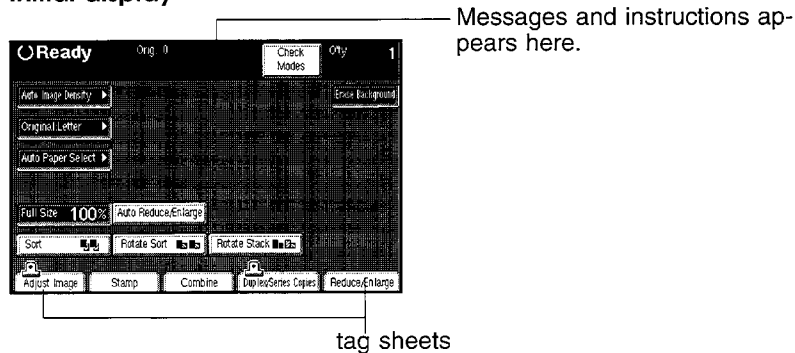 Initial display
Messages and instructions ap-
pears here.
Ready Orig. 0 Check Modes Q'ty 1
Auto Image Density Erase Background
Original:Letter
Auto Paper Select
Full Size 100% Auto Reduce/Enlarge
Sort Rotate Sort Rotate Stack
Adjust Image Stamp Combine Duplex/Series Copies Reduce/Enlarge
tag sheets